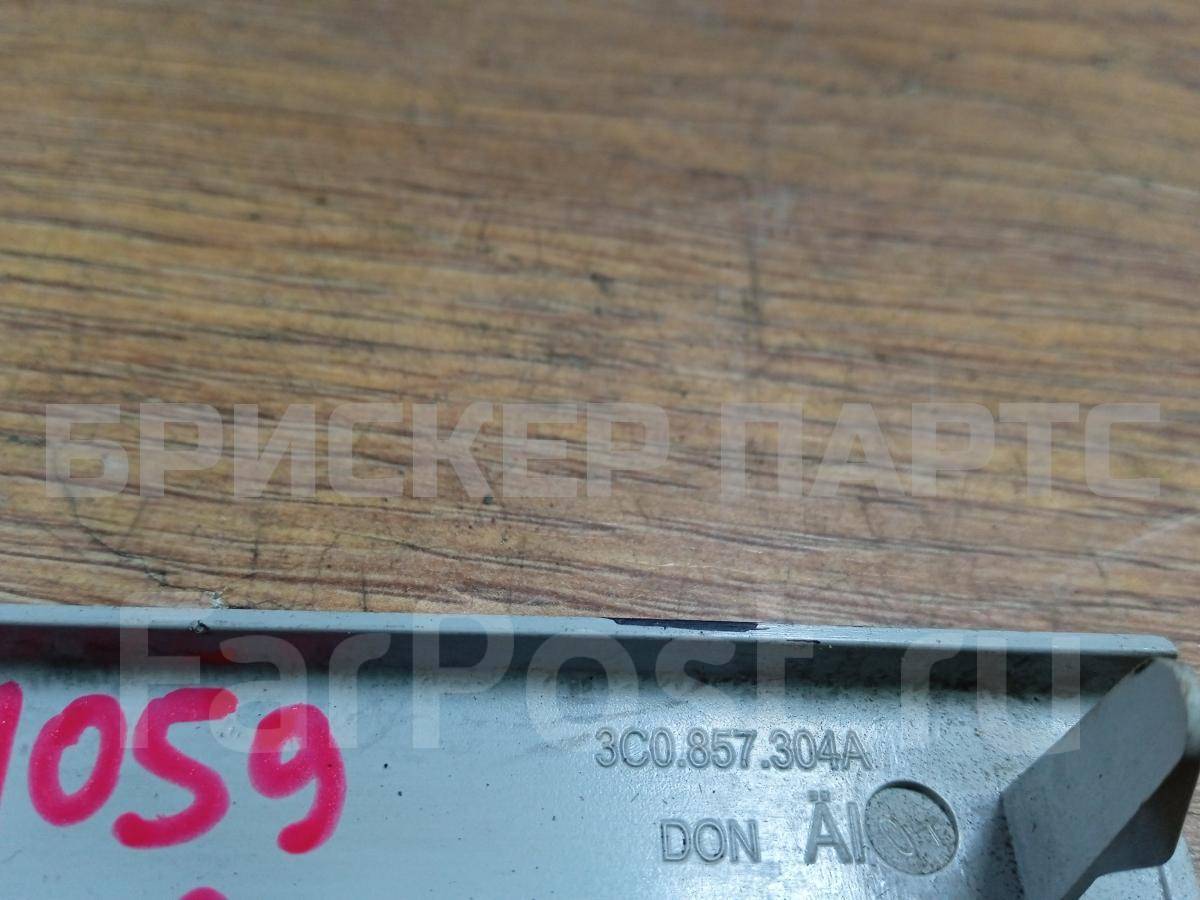 БРИСКЕР ПАРТС
FarPost.ru
1059
3C0.857.304A
DON ÄI